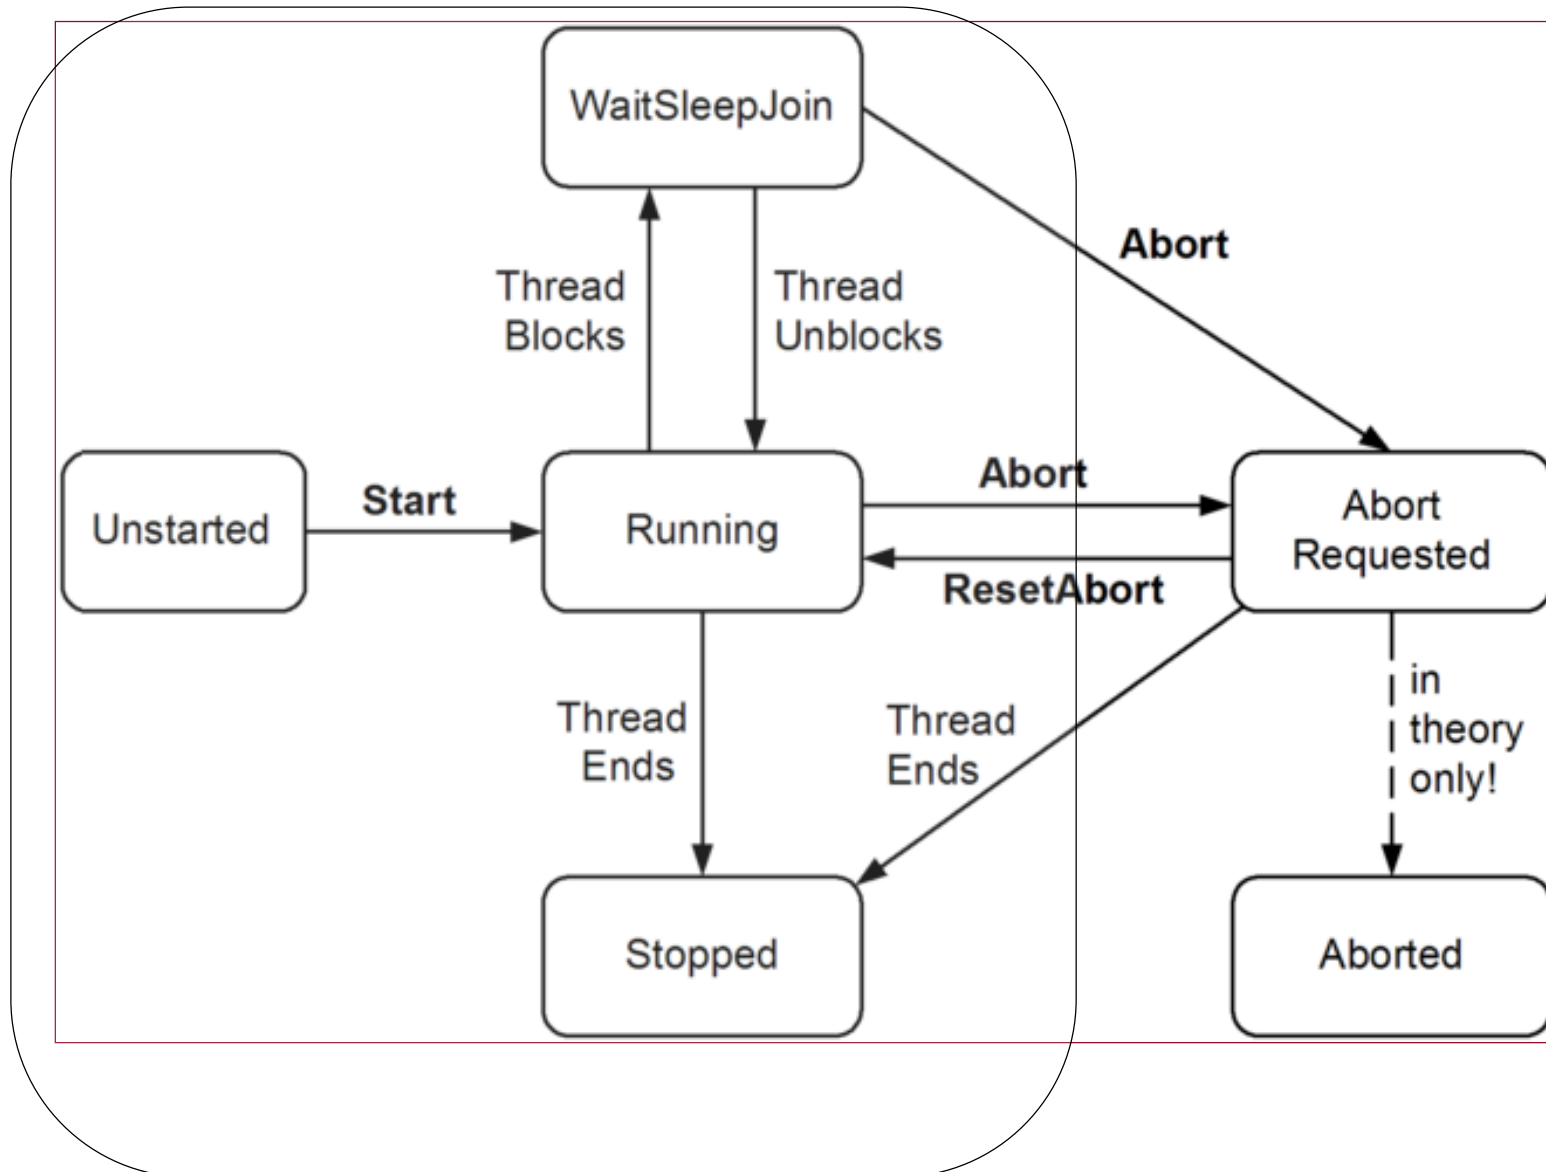 WaitSleepJoin
Abort
Thread
Blocks
Thread
Unblocks
Unstarted
Start
Running
Abort
ResetAbort
Abort
Requested
Thread
Ends
Thread
Ends
in
theory
only!
Stopped
Aborted